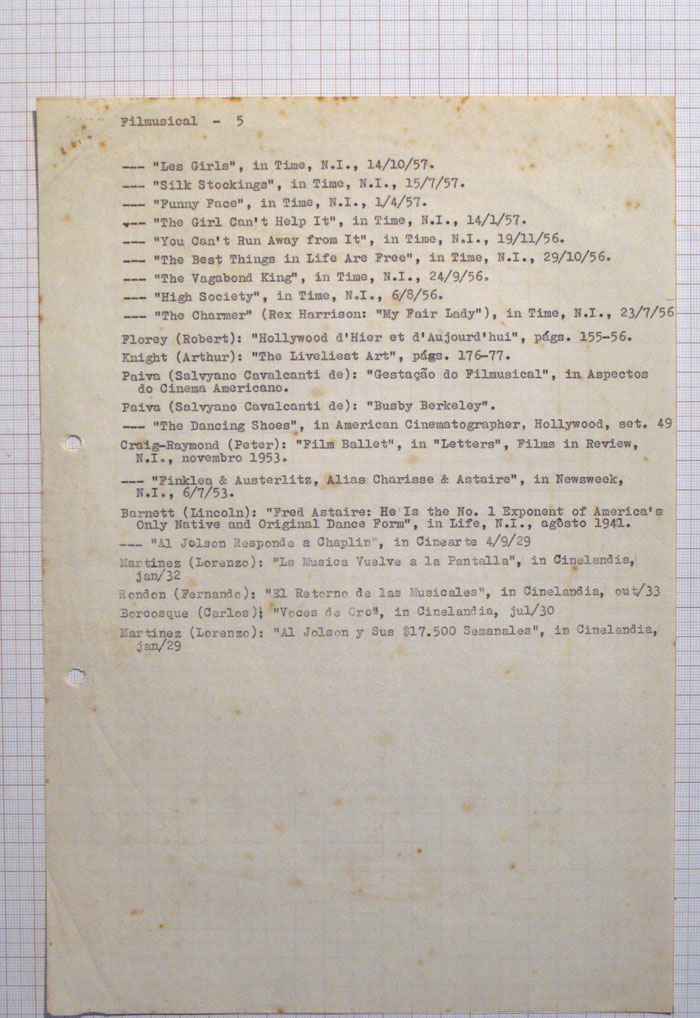 Filmusical - 5
--- "Les Girls", in Time, N.I., 14/10/57.
--- "Silk Stockings", in Time, N.I., 15/7/57.
--- "Funny Face", in Time, N.I., 1/4/57.
--- "The Girl Can't Help It", in Time, N.I., 14/1/57.
--- "You Can't Run Away from It", in Time, N.I., 19/11/56.
--- "The Best Things in Life Are Free", in Time, N.I., 29/10/56.
--- "The Vagabond King", in Time, N.I., 24/9/56.
--- "High Society", in Time, N.I., 6/8/56.
--- "The Charmer" (Rex Harrison: "My Fair Lady"), in Time, N.I., 23/7/56
Florey (Robert): "Hollywood d'Hier et d'Aujourd'hui", págs. 155-56.
Knight (Arthur): "The Liveliest Art", págs. 176-77.
Paiva (Salvyano Cavalcanti de): "Gestação do Filmusical", in Aspectos
do Cinema Americano.
Paiva (Salvyano Cavalcanti de): "Busby Berkeley".
--- "The Dancing Shoes", in American Cinematographer, Hollywood, set. 49
Craig-Raymond (Peter): "Film Ballet", in "Letters", Films in Review,
N.I., novembro 1953.
--- "Finklea & Austerlitz, Alias Charisse & Astaire", in Newsweek,
N.I., 6/7/53.
Barnett (Lincoln): "Fred Astaire: He Is the No. 1 Exponent of America's
Only Native and Original Dance Form", in Life, N.I., agôsto 1941.
--- "Al Jolson Responde a Chaplin", in Cinearte 4/9/29
Martinez (Lorenzo): "La Musica Vuelve a la Pantalla", in Cinelandia,
jan/32
Rondon (Fernando): "El Retorno de las Musicales", in Cinelandia, out/33
Borcosque (Carlos): "Voces de Oro", in Cinelandia, jul/30
Martinez (Lorenzo): "Al Jolson y Sus $17.500 Semanales", in Cinelandia,
jan/29